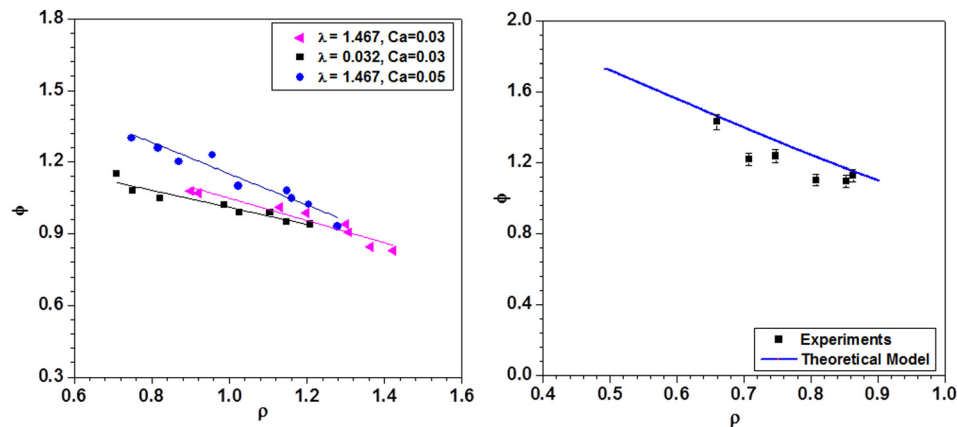 1.8
1.5
1.2
0.9
0.6
0.3
ϕ
0.6 0.8 1.0 1.2 1.4 1.6
ρ
λ = 1.467, Ca=0.03
λ = 0.032, Ca=0.03
λ = 1.467, Ca=0.05
2.0
1.6
1.2
0.8
0.4
0.0
ϕ
0.4 0.5 0.6 0.7 0.8 0.9 1.0
ρ
Experiments
Theoretical Model